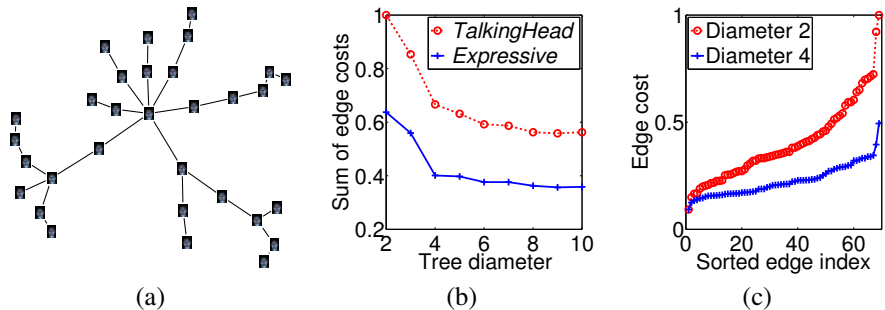 1
0.8
0.6
0.4
0.2
2
4
6
8
10
Sum of edge costs
Tree diameter
TalkingHead
Expressive
1
0.5
0
0
20
40
60
Edge cost
Sorted edge index
Diameter 2
Diameter 4
(a)
(b)
(c)